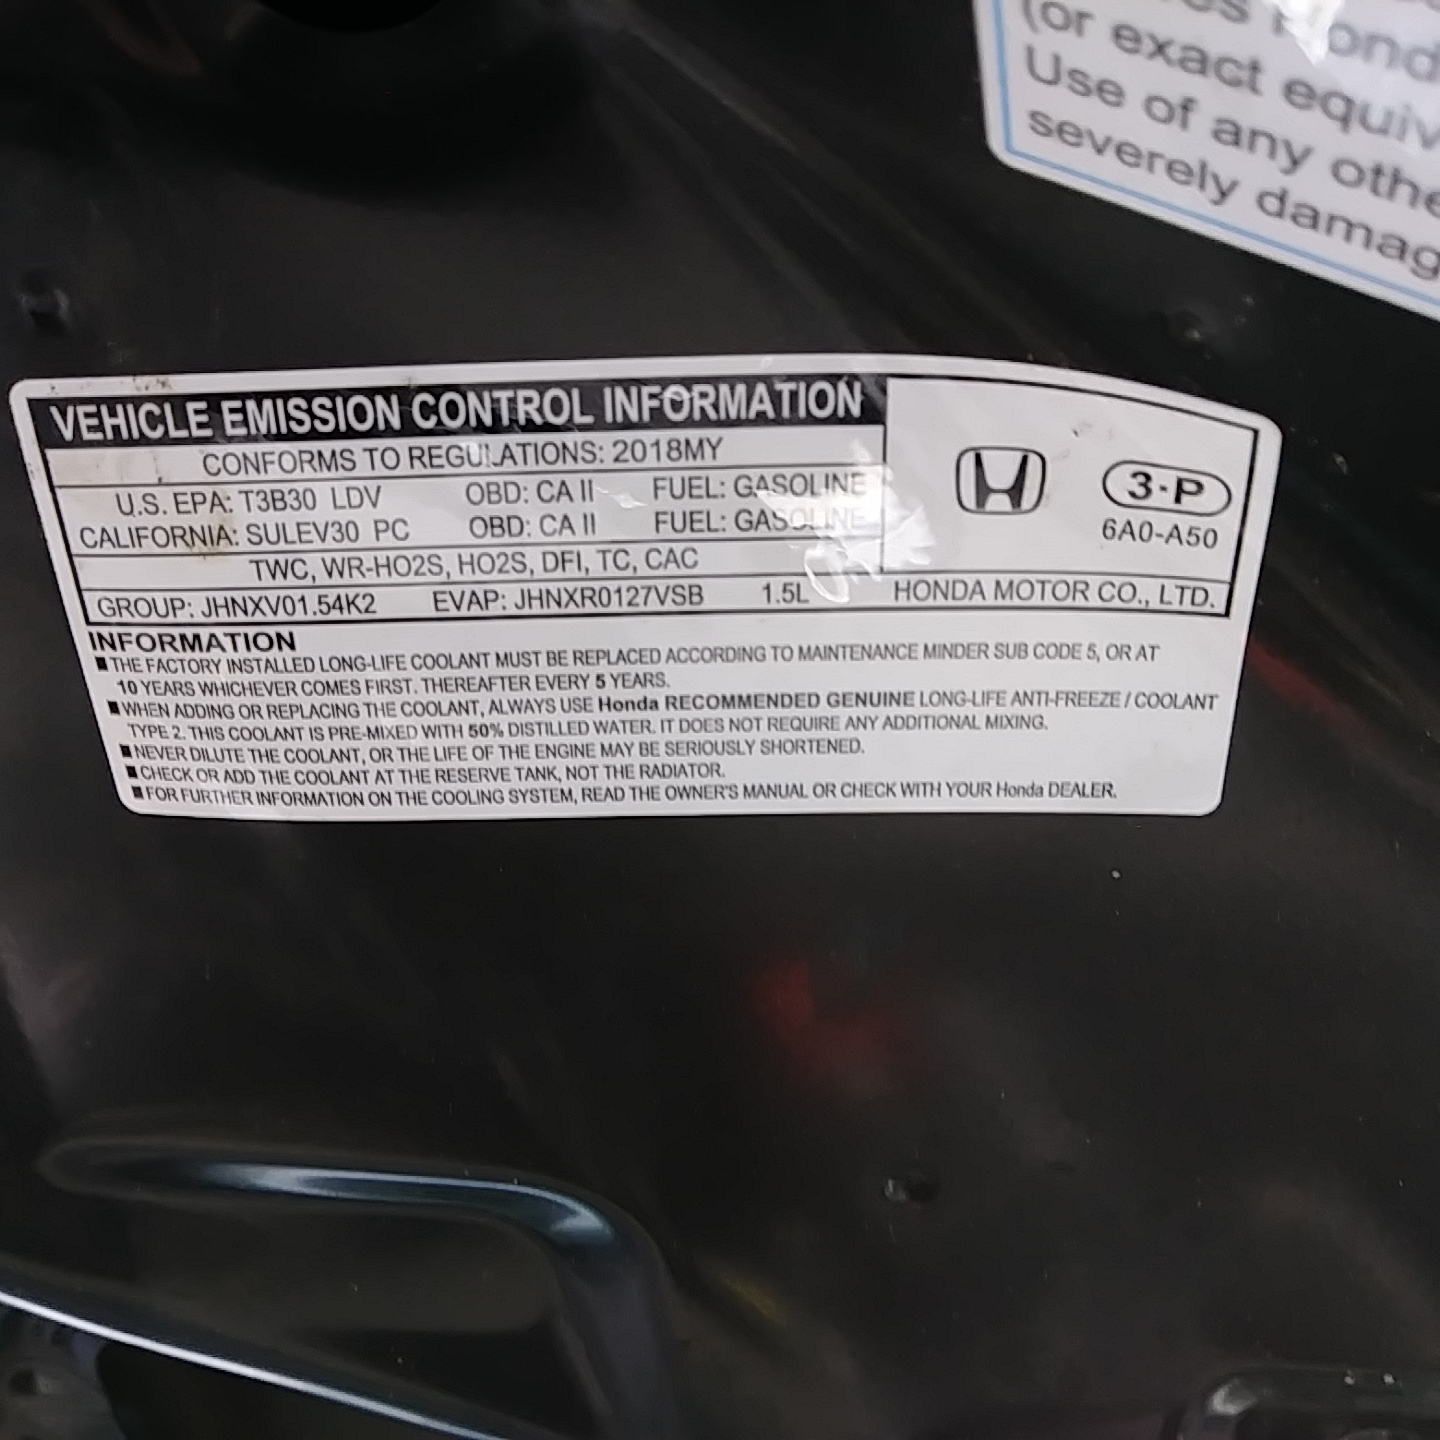 Hond
(or exact equiv
Use of any othe
severely damag
VEHICLE EMISSION CONTROL INFORMATION
CONFORMS TO REGULATIONS: 2018MY
U.S. EPA: T3B30 LDV OBD: CA II FUEL: GASOLINE
CALIFORNIA: SULEV30 PC OBD: CA II FUEL: GASOLINE
TWC, WR-HO2S, HO2S, DFI, TC, CAC
GROUP: JHNXV01.54K2 EVAP: JHNXR0127VSB 1.5L HONDA MOTOR CO., LTD.
3-P
6A0-A50
INFORMATION
■ THE FACTORY INSTALLED LONG-LIFE COOLANT MUST BE REPLACED ACCORDING TO MAINTENANCE MINDER SUB CODE 5, OR AT
10 YEARS WHICHEVER COMES FIRST. THEREAFTER EVERY 5 YEARS.
■ WHEN ADDING OR REPLACING THE COOLANT, ALWAYS USE Honda RECOMMENDED GENUINE LONG-LIFE ANTI-FREEZE / COOLANT
TYPE 2. THIS COOLANT IS PRE-MIXED WITH 50% DISTILLED WATER. IT DOES NOT REQUIRE ANY ADDITIONAL MIXING.
■ NEVER DILUTE THE COOLANT, OR THE LIFE OF THE ENGINE MAY BE SERIOUSLY SHORTENED.
■ CHECK OR ADD THE COOLANT AT THE RESERVE TANK, NOT THE RADIATOR.
■ FOR FURTHER INFORMATION ON THE COOLING SYSTEM, READ THE OWNER'S MANUAL OR CHECK WITH YOUR Honda DEALER.